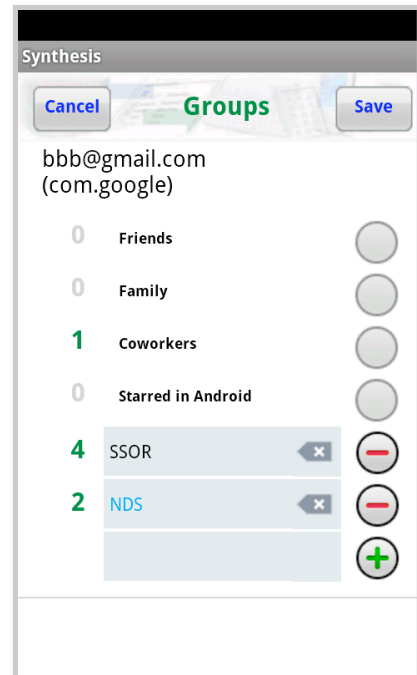 Synthesis
Cancel Groups Save
bbb@gmail.com
(com.google)
0 Friends
0 Family
1 Coworkers
0 Starred in Android
4 SSOR
2 NDS